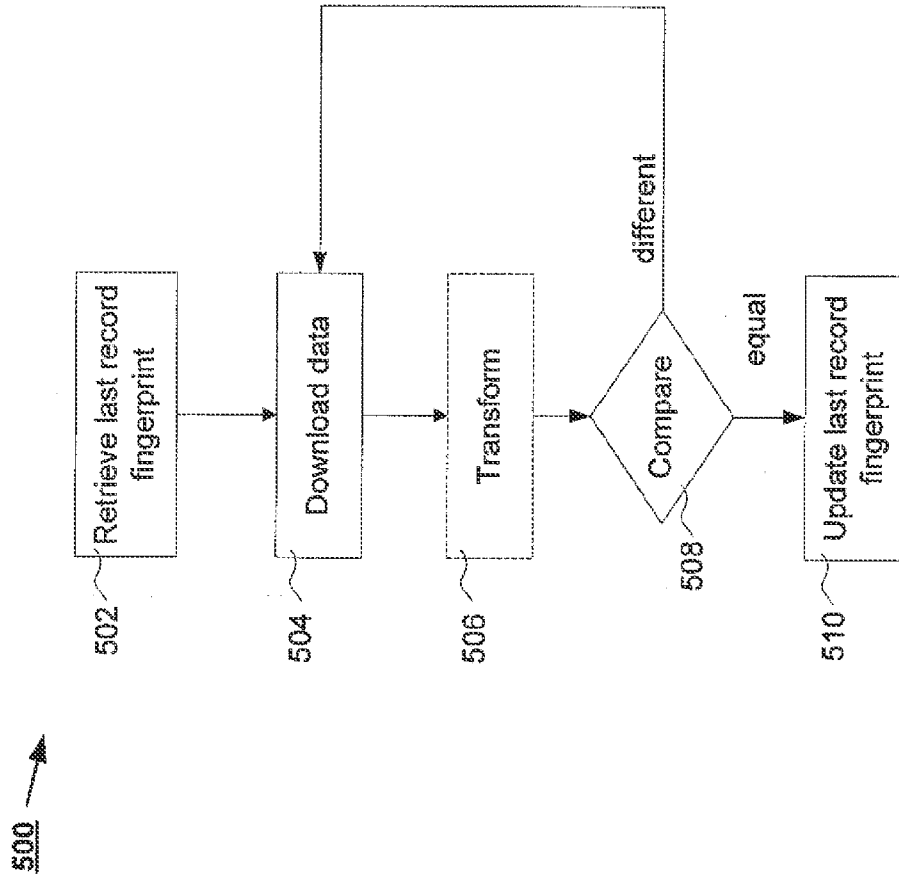 500
502
Retrieve last record
fingerprint
504
Download data
506
Transform
508
Compare
different
equal
510
Update last record
fingerprint